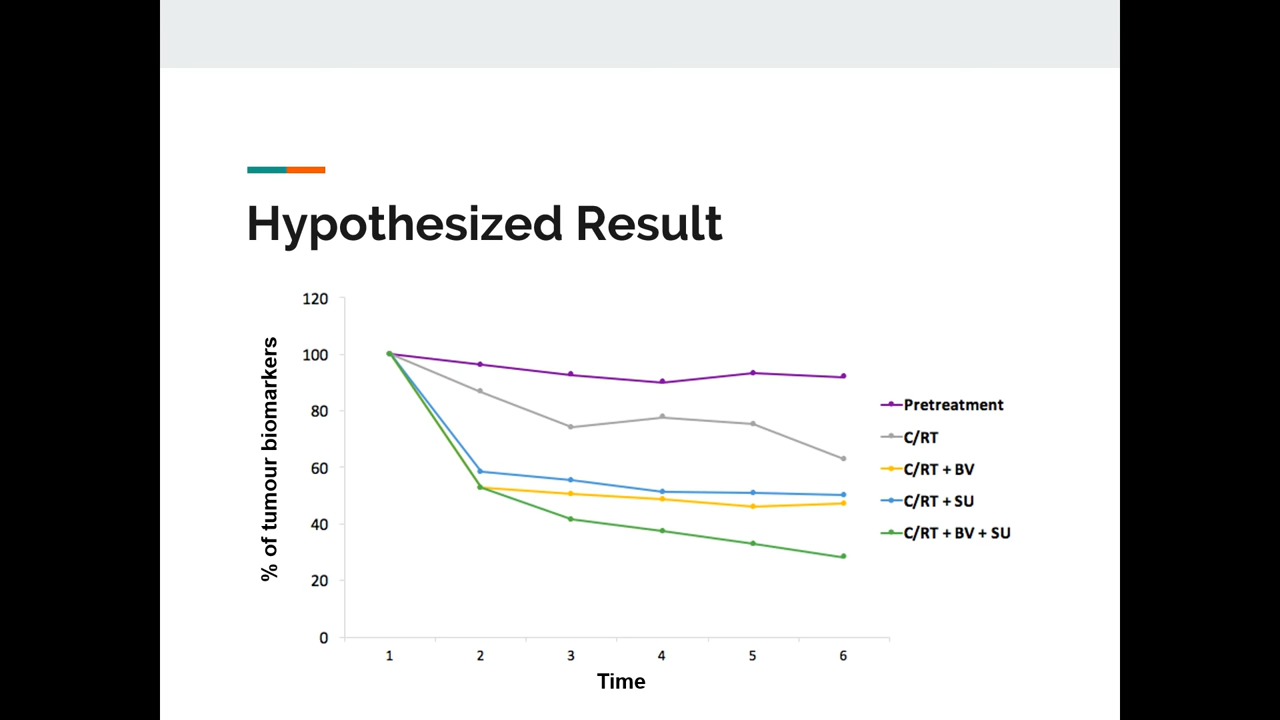 Hypothesized Result
120
100
80
60
40
20
0
% of tumour biomarkers
1 2 3 4 5 6
Time
Pretreatment
C/RT
C/RT + BV
C/RT + SU
C/RT + BV + SU